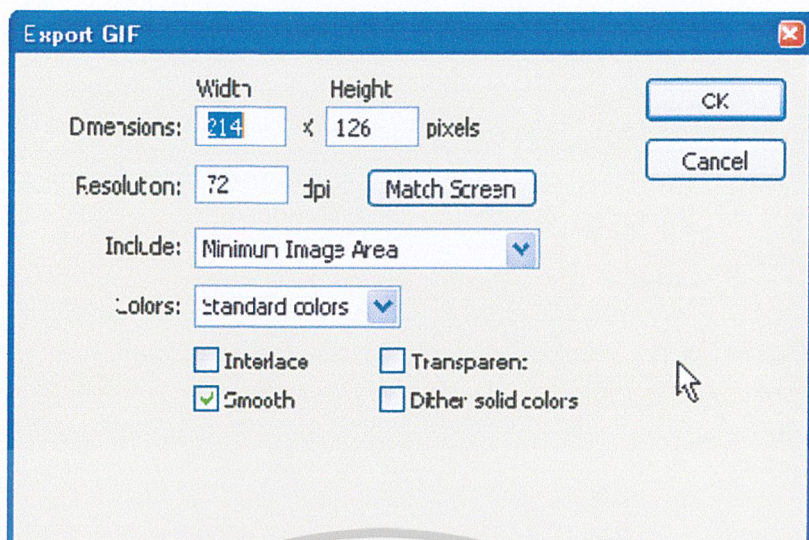 Export GIF
Width Height
Dimensions: 214 x 126 pixels
OK
Resolution: 72 dpi Match Screen
Cancel
Include: Minimum Image Area
Colors: Standard colors
Interlace Transparent
Smooth Dither solid colors